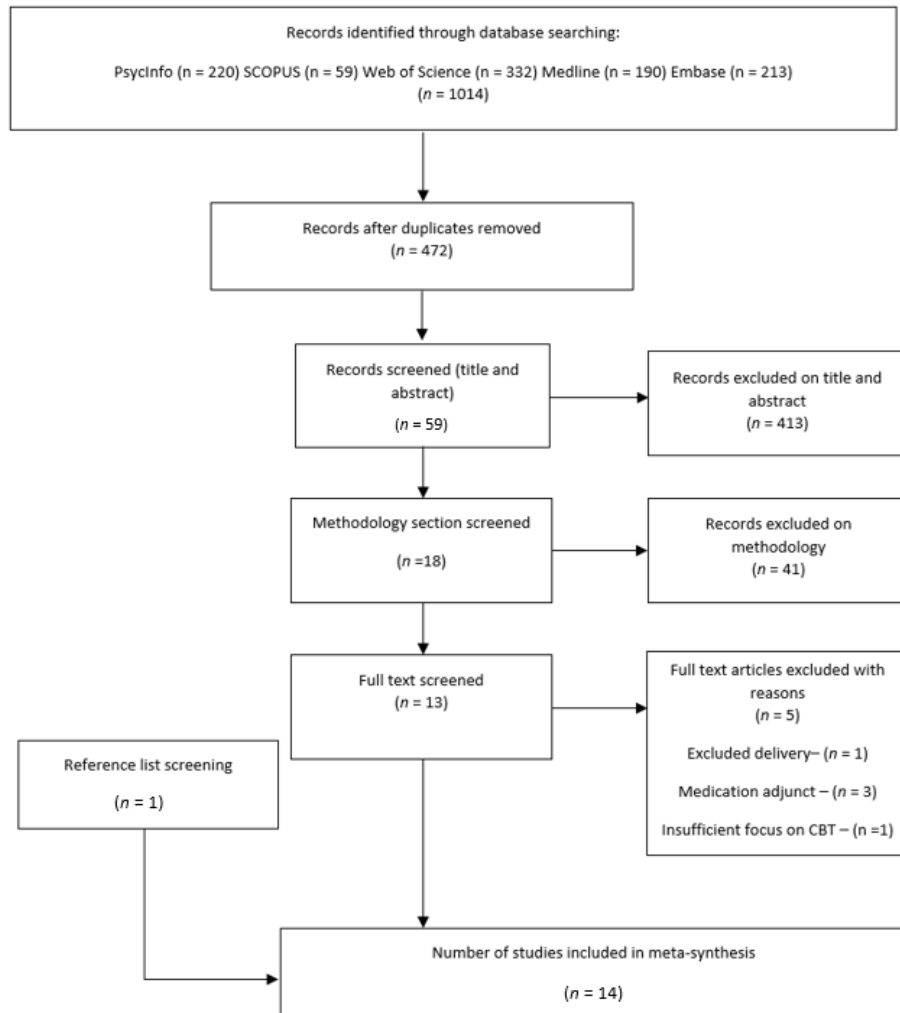 Records identified through database searching:
PsycInfo (n = 220) SCOPUS (n = 59) Web of Science (n = 332) Medline (n = 190) Embase (n = 213)
(n = 1014)
Records after duplicates removed
(n = 472)
Records screened (title and
abstract)
(n = 59)
Records excluded on title and
abstract
(n = 413)
Methodology section screened
(n =18)
Records excluded on
methodology
(n = 41)
Full text screened
(n = 13)
Full text articles excluded with
reasons
(n = 5)
Excluded delivery– (n = 1)
Medication adjunct – (n = 3)
Insufficient focus on CBT – (n =1)
Reference list screening
(n = 1)
Number of studies included in meta-synthesis
(n = 14)